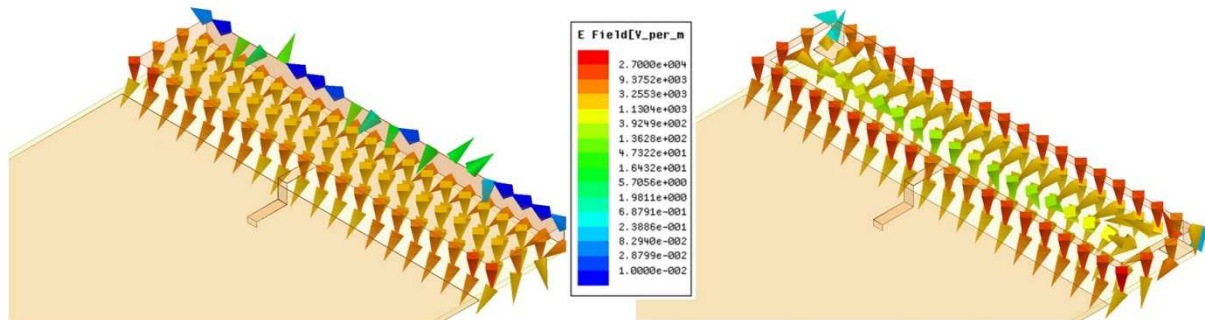 E Field[V_per_m
2.7000e+004
9.3752e+003
3.2553e+003
1.1304e+003
3.9249e+002
1.3628e+002
4.7322e+001
1.6432e+001
5.7056e+000
1.9811e+000
6.8791e-001
2.3886e-001
8.2940e-002
2.8799e-002
1.0000e-002